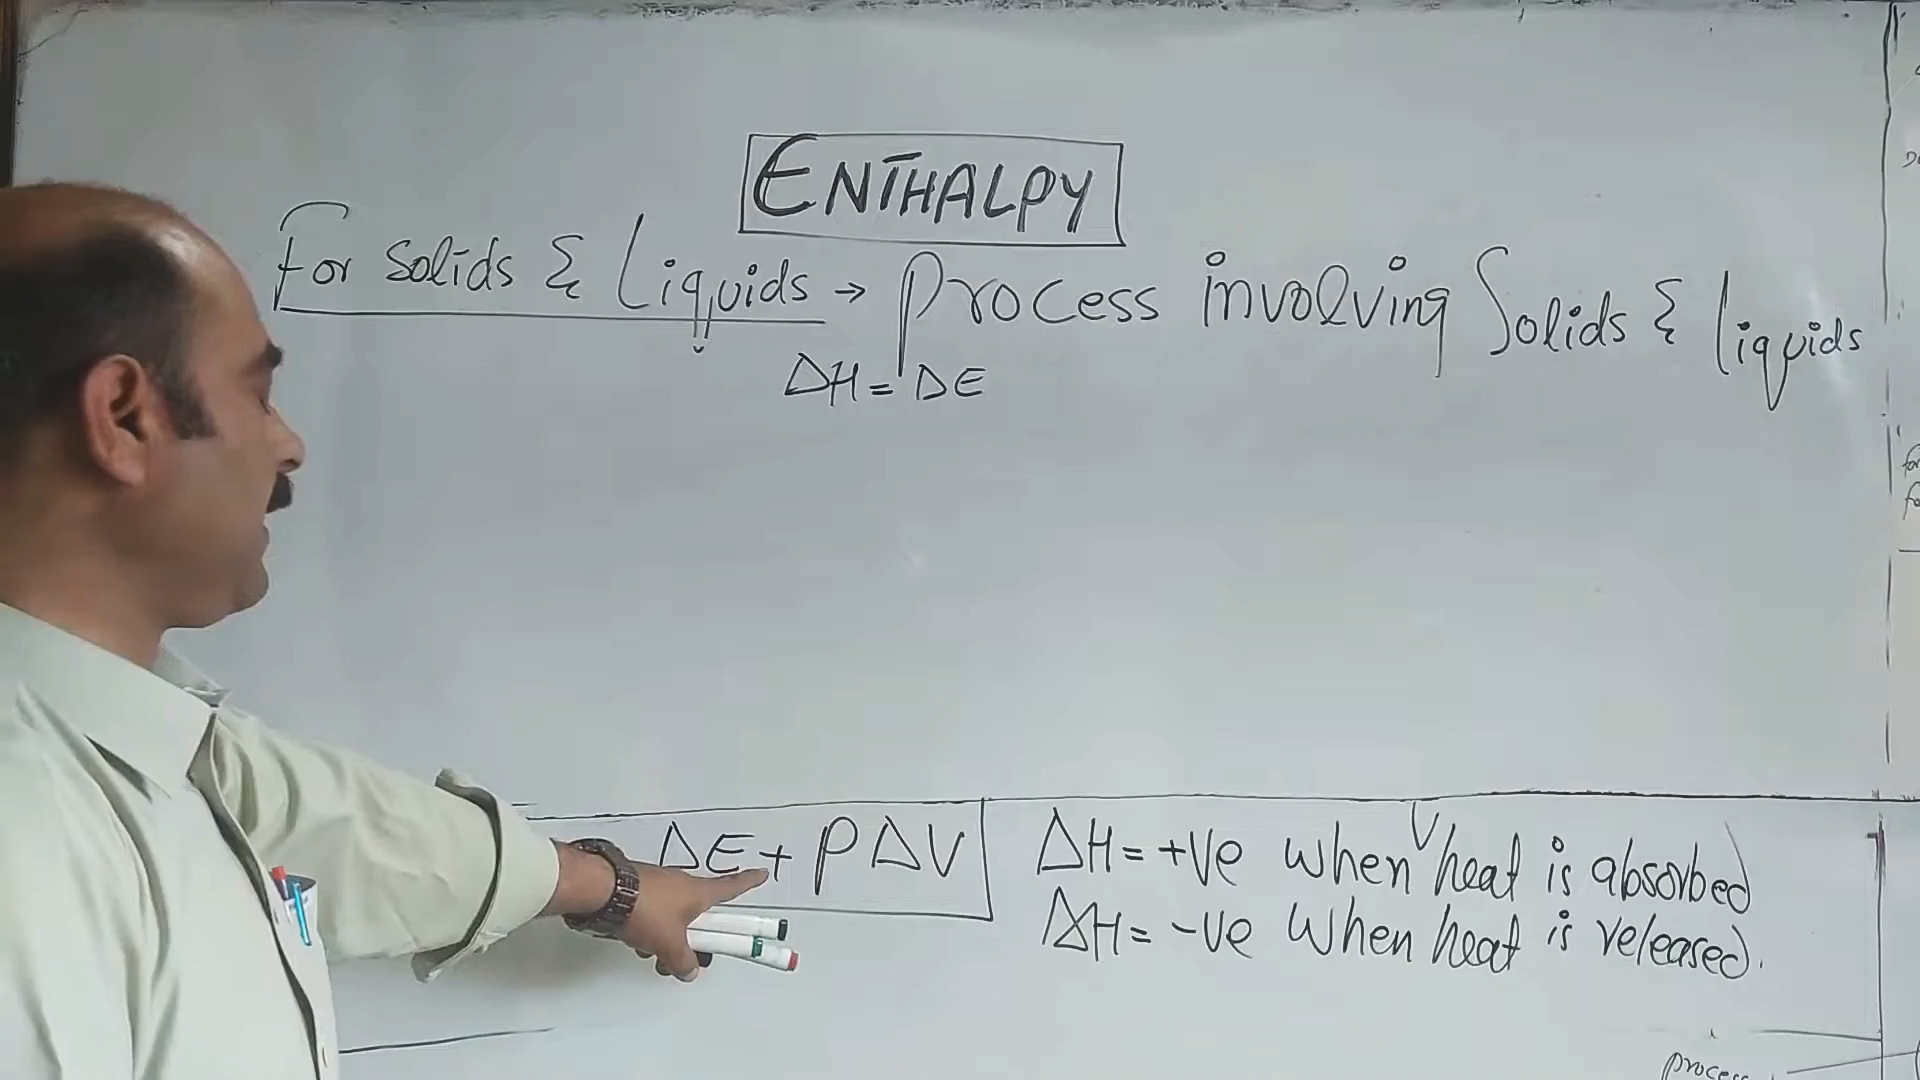 ENTHALPY
For Solids & Liquids → Process involving Solids & Liquids
ΔH = ΔE
ΔE + PΔV
ΔH = +ve when heat is absorbed
ΔH = -ve when heat is released.
process